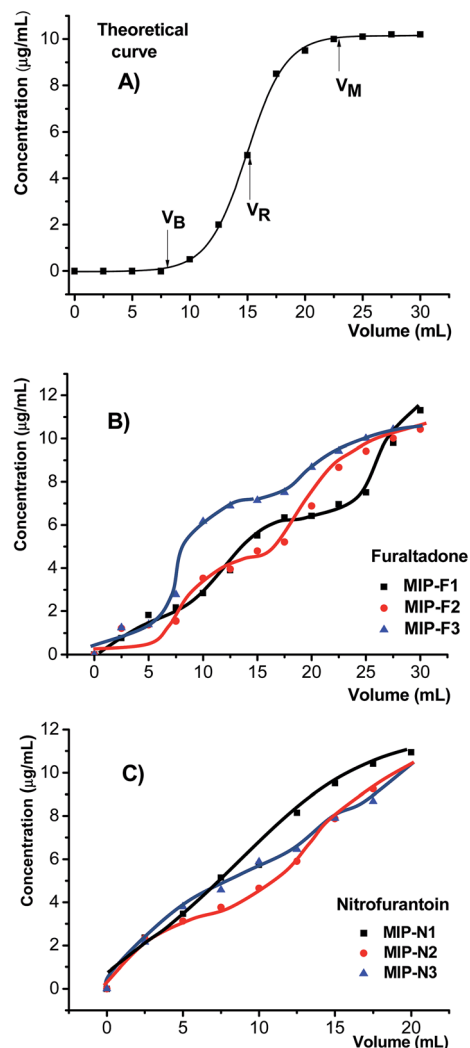 Theoretical
curve
A)
Concentration (µg/mL)
10
8
6
4
2
0
V_B
V_R
V_M
0 5 10 15 20 25 30
Volume (mL)
B)
Concentration (µg/mL)
12
10
8
6
4
2
0
Furaltadone
MIP-F1
MIP-F2
MIP-F3
0 5 10 15 20 25 30
Volume (mL)
C)
Concentration (µg/mL)
12
10
8
6
4
2
0
Nitrofurantoin
MIP-N1
MIP-N2
MIP-N3
0 5 10 15 20
Volume (mL)